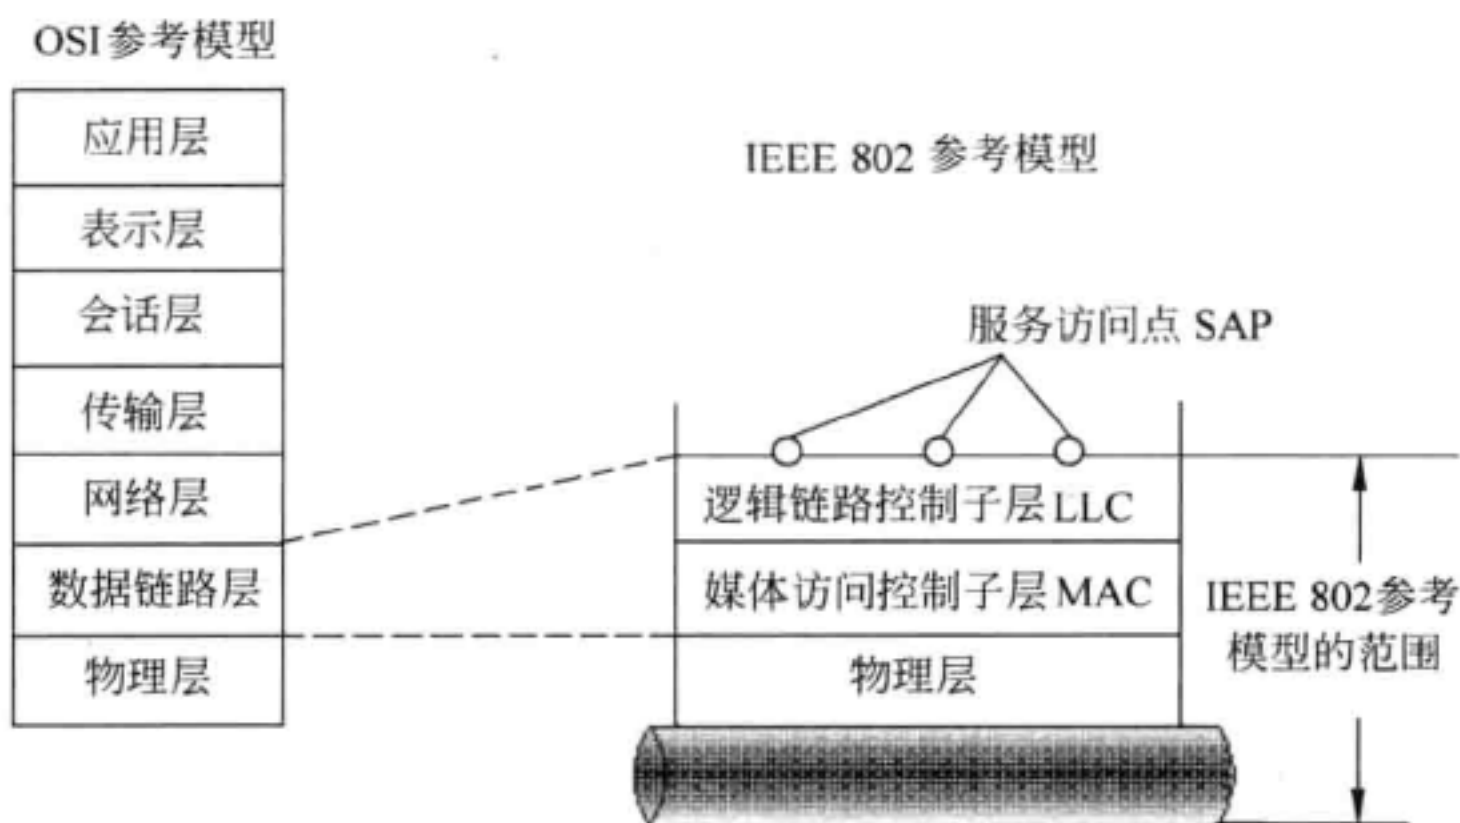 OSI参考模型
应用层
表示层
会话层
传输层
网络层
数据链路层
物理层
IEEE 802 参考模型
服务访问点 SAP
逻辑链路控制子层LLC
媒体访问控制子层MAC
物理层
IEEE 802参考
模型的范围